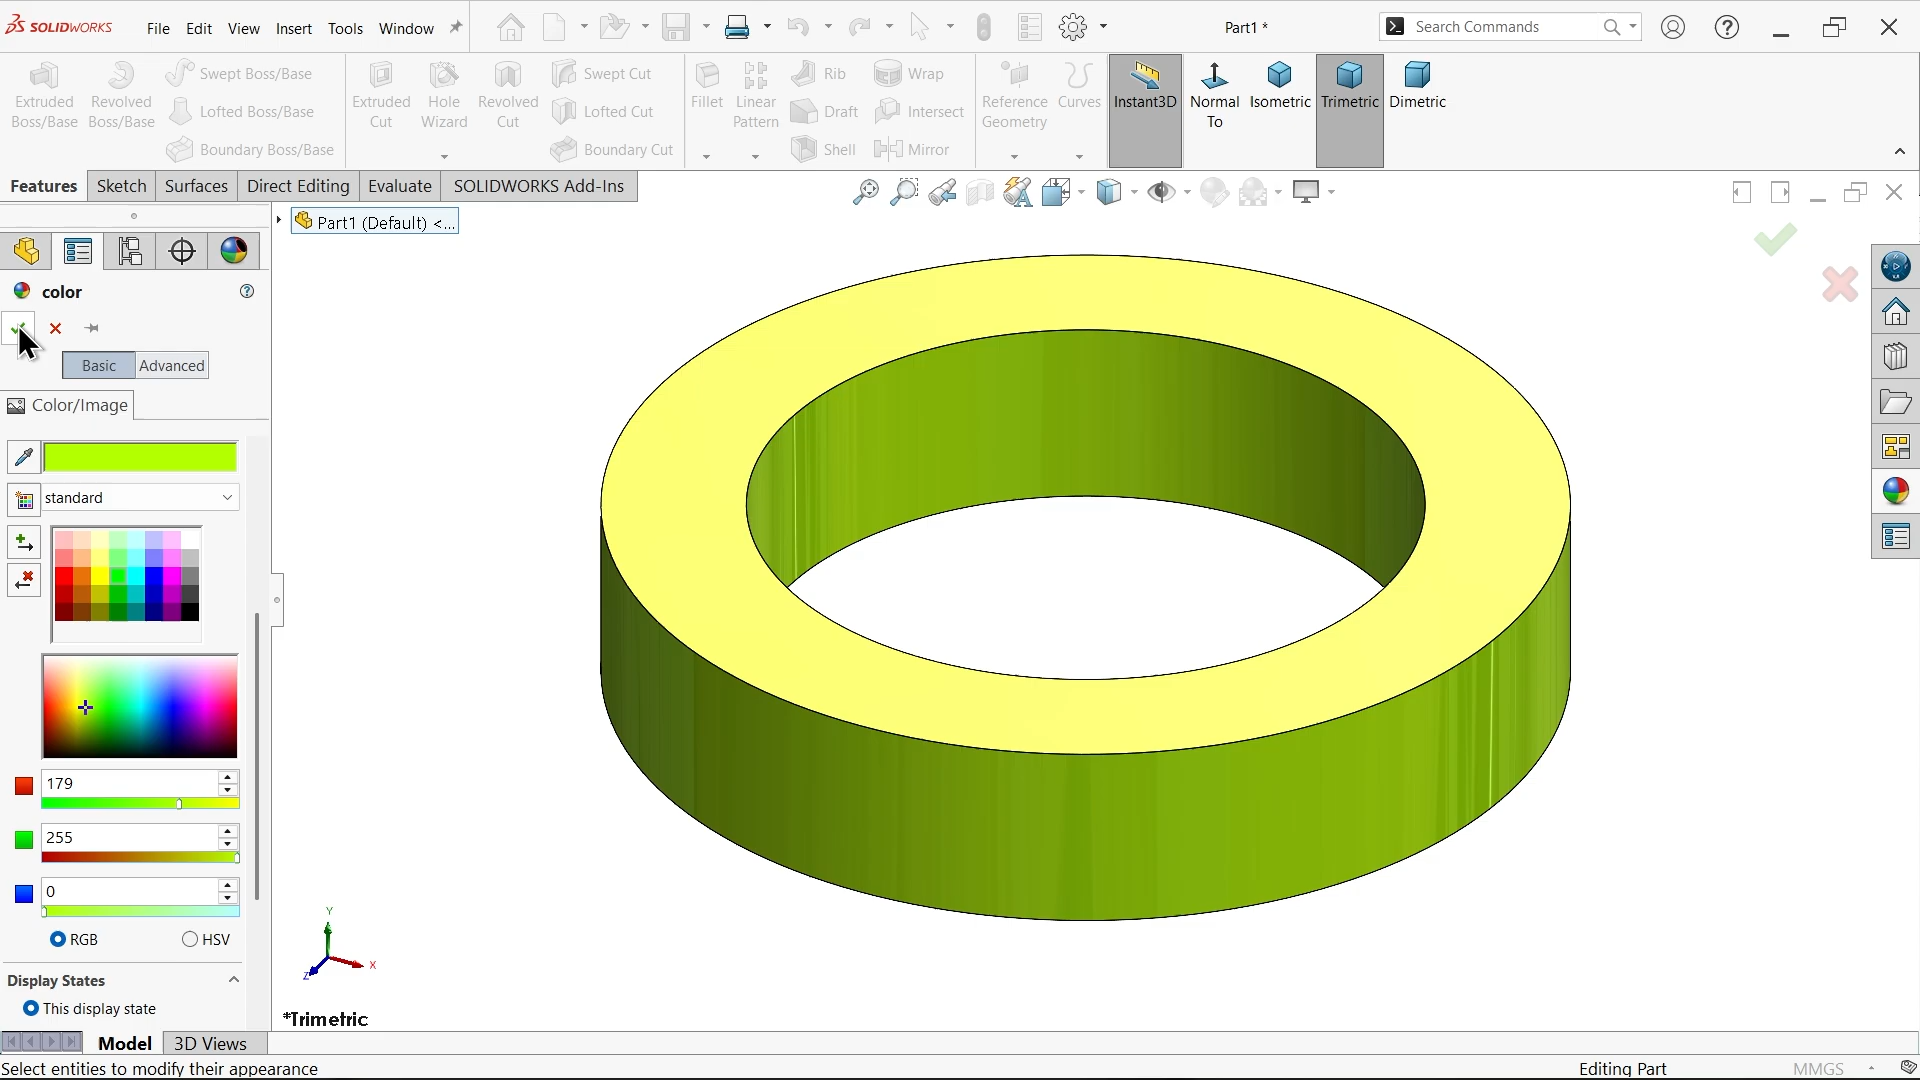 SOLIDWORKS File Edit View Insert Tools Window Part1 * Search Commands
Extruded Boss/Base
Revolved Boss/Base
Swept Boss/Base
Lofted Boss/Base
Boundary Boss/Base
Extruded Cut
Hole Wizard
Revolved Cut
Swept Cut
Lofted Cut
Boundary Cut
Fillet
Linear Pattern
Rib
Draft
Shell
Wrap
Intersect
Mirror
Reference Geometry
Curves
Instant3D
Normal To
Isometric
Trimetric
Dimetric
Features Sketch Surfaces Direct Editing Evaluate SOLIDWORKS Add-Ins
Part1 (Default) <...
color
Basic Advanced
Color/Image
standard
179
255
0
RGB HSV
Display States
This display state
Y
X
Z
*Trimetric
Model 3D Views
Select entities to modify their appearance Editing Part MMGS